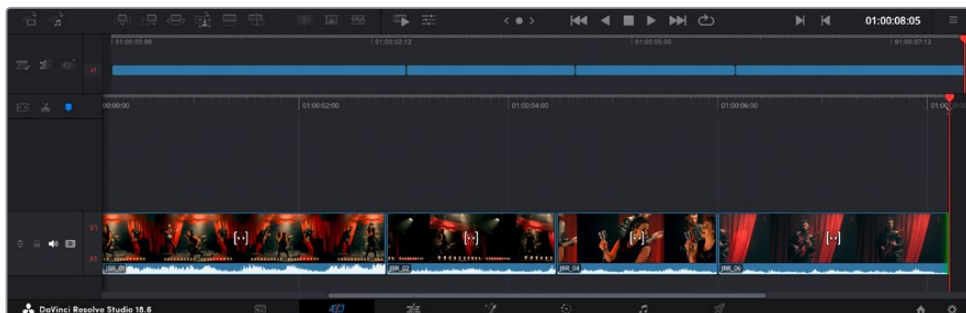 01:00:08:05
01:00:00:00 01:00:02:12 01:00:05:00 01:00:07:12
V1
00:00:00 01:00:02:00 01:00:04:00 01:00:06:00
V1
A1
JBR_01 JBR_02 JBR_04 JBR_06
DaVinci Resolve Studio 18.6